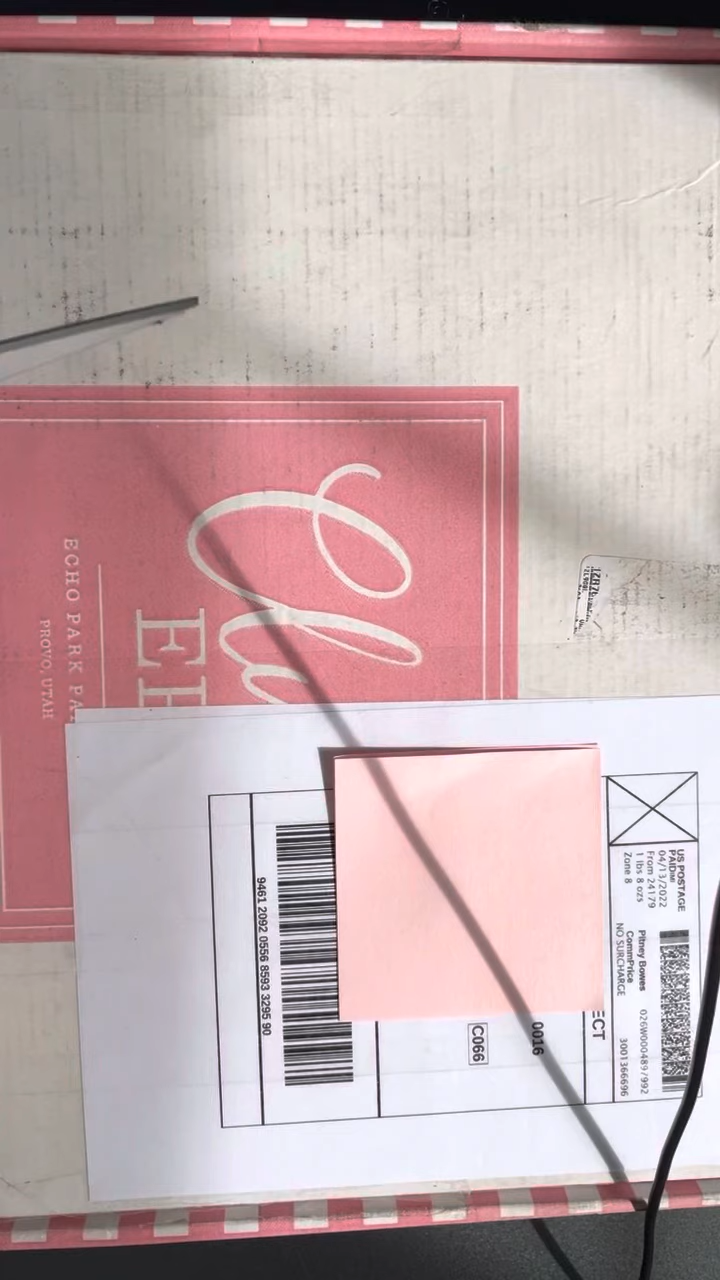 Cl
EH
ECHO PARK PA
PROVO, UTAH
US POSTAGE
PAID
04/13/2022
From 24179
1 lbs 8 ozs
Zone 8
Pitney Bowes
CommPrice
NO SURCHARGE
026W0004897992
3001366696
ECT
0016
C066
9461 2092 0556 8593 3295 90